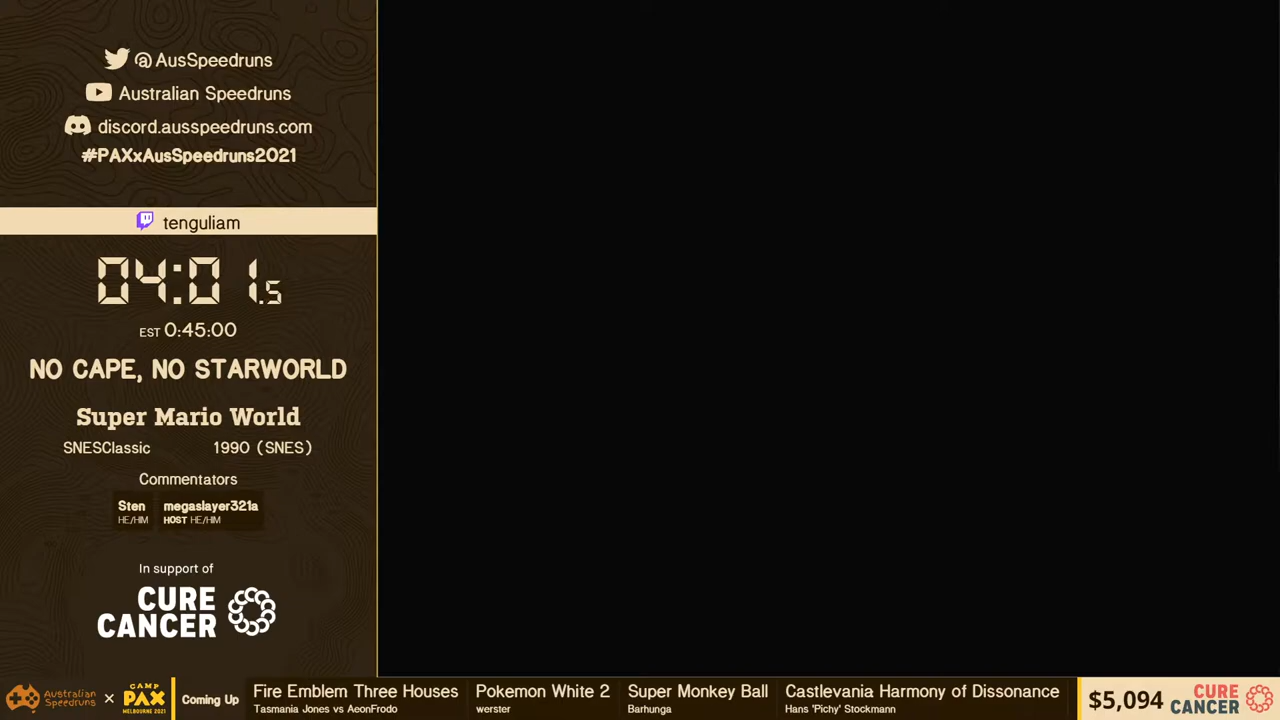 @AusSpeedruns
Australian Speedruns
discord.ausspeedruns.com
#PAXxAusSpeedruns2021
tenguliam
04:01.5
EST 0:45:00
NO CAPE, NO STARWORLD
Super Mario World
SNESClassic 1990 (SNES)
Commentators
Sten megaslayer321a
HE/HIM HOST HE/HIM
In support of
CURE
CANCER
Australian Speedruns × CAMP PAX MELBOURNE 2021
Coming Up
Fire Emblem Three Houses
Tasmania Jones vs AeonFrodo
Pokemon White 2
werster
Super Monkey Ball
Barhunga
Castlevania Harmony of Dissonance
Hans 'Pichy' Stockmann
$5,094
CURE
CANCER